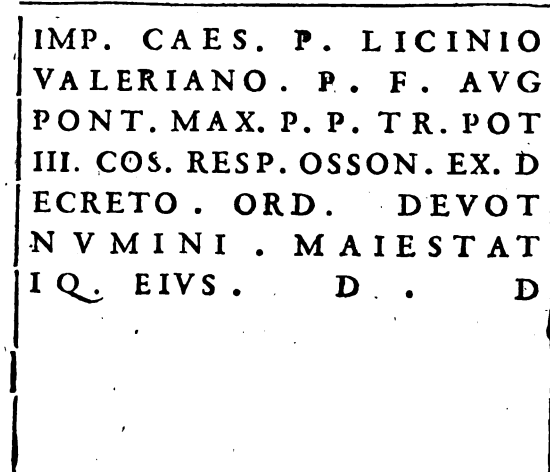 IMP. CAES. P. LICINIO
VALERIANO. P. F. AVG
PONT. MAX. P. P. TR. POT
III. COS. RESP. OSSON. EX. D
ECRETO. ORD. DEVOT
NVMINI. MAIESTAT
IQ. EIVS. D. D